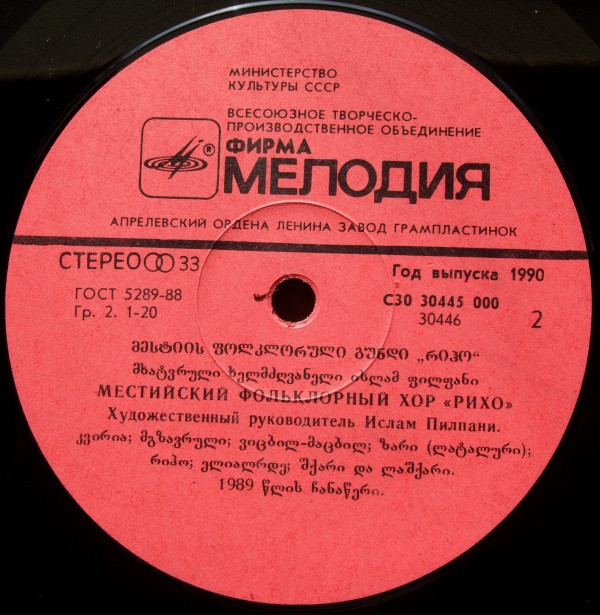 МИНИСТЕРСТВО
КУЛЬТУРЫ СССР
ВСЕСОЮЗНОЕ ТВОРЧЕСКО-
ПРОИЗВОДСТВЕННОЕ ОБЪЕДИНЕНИЕ
®
ФИРМА
МЕЛОДИЯ
АПРЕЛЕВСКИЙ ОРДЕНА ЛЕНИНА ЗАВОД ГРАМПЛАСТИНОК
СТЕРЕО 33
Год выпуска 1990
ГОСТ 5289-88
С30 30445 000
Гр. 2. 1-20
30446
2
მესტიის ფოლკლორული გუნდი „რიჰო“
მხატვრული ხელმძღვანელი ისლამ ფილფანი
МЕСТИЙСКИЙ ФОЛЬКЛОРНЫЙ ХОР «РИХО»
Художественный руководитель Ислам Пилпани.
კვირია; მგზავრული; ვიცბილ-მაცბილ; ზარი (ლატალური);
რიჰო; ელიალრდე; შქარი და ლაშქარი.
1989 წლის ჩანაწერი.